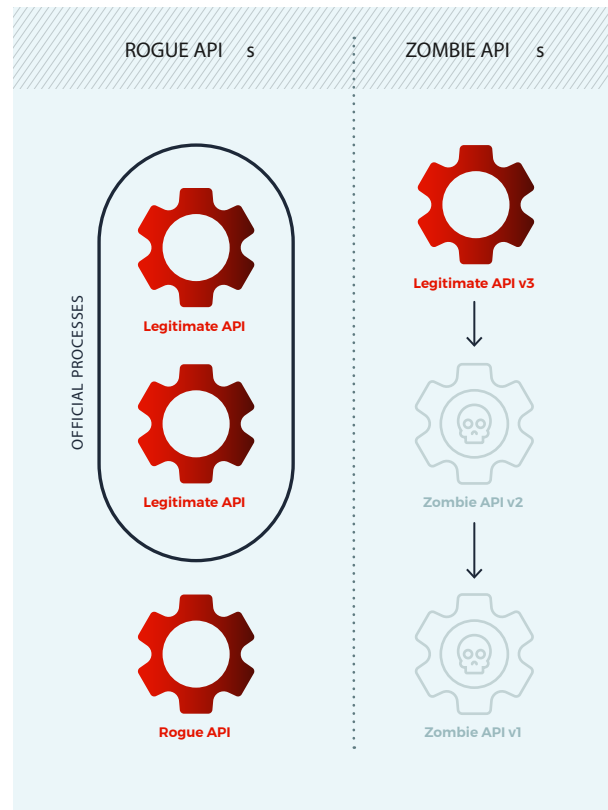 ROGUE API s
OFFICIAL PROCESSES
Legitimate API
Legitimate API
Rogue API
ZOMBIE API s
Legitimate API v3
Zombie API v2
Zombie API v1